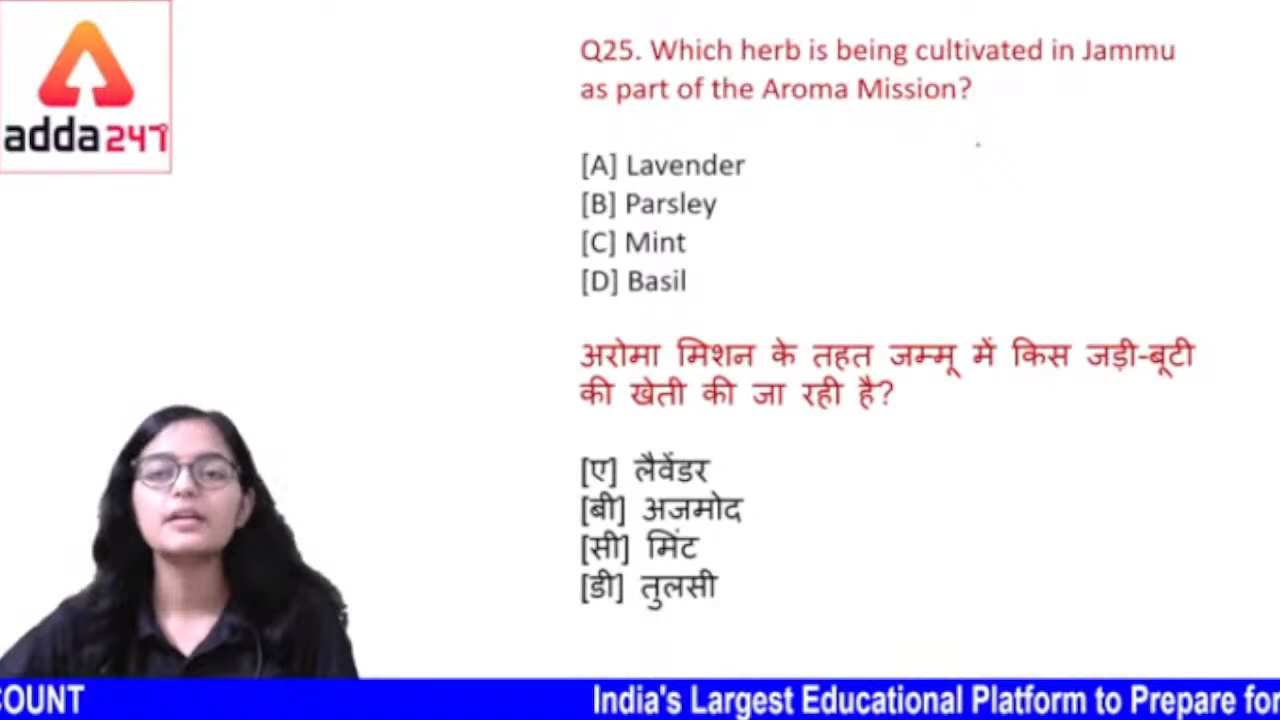 adda247
Q25. Which herb is being cultivated in Jammu
as part of the Aroma Mission?
[A] Lavender
[B] Parsley
[C] Mint
[D] Basil
अरोमा मिशन के तहत जम्मू में किस जड़ी-बूटी
की खेती की जा रही है?
[ए] लैवेंडर
[बी] अजमोद
[सी] मिंट
[डी] तुलसी
COUNT India's Largest Educational Platform to Prepare for